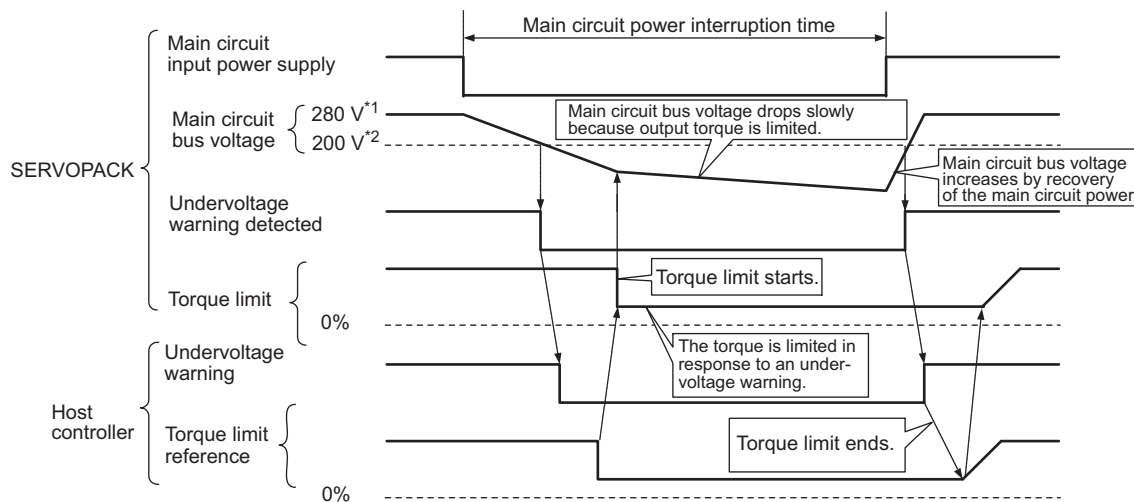 Main circuit power interruption time
Main circuit
input power supply
Main circuit
bus voltage
280 V*1
200 V*2
Main circuit bus voltage drops slowly
because output torque is limited.
SERVOPACK
Main circuit bus voltage
increases by recovery
of the main circuit power
Undervoltage
warning detected
Torque limit
Torque limit starts.
0%
The torque is limited in
response to an under-
voltage warning.
Undervoltage
warning
Host
controller
Torque limit
reference
Torque limit ends.
0%